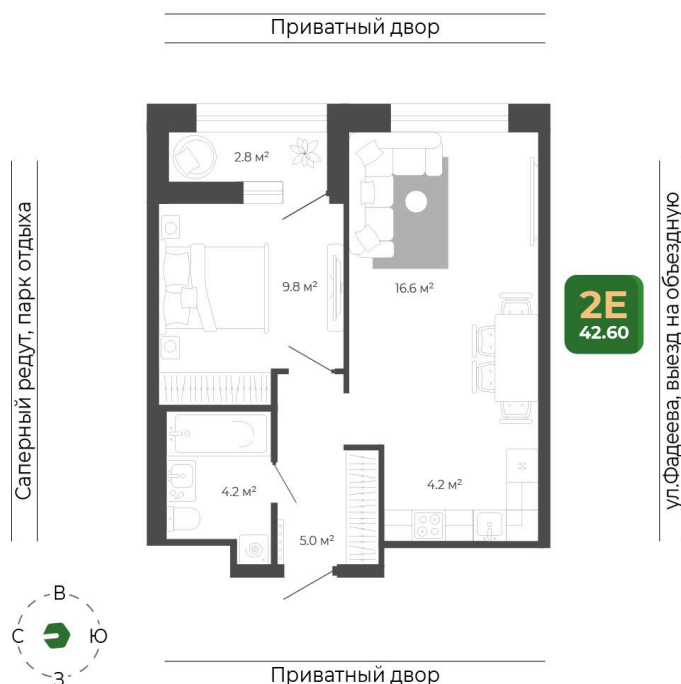 Приватный двор
Саперный редут, парк отдыха
2.8 м²
9.8 м²
16.6 м²
2Е
42.60
ул.Фадеева, выезд на объездную
4.2 м²
4.2 м²
5.0 м²
В
С
Ю
З
Приватный двор